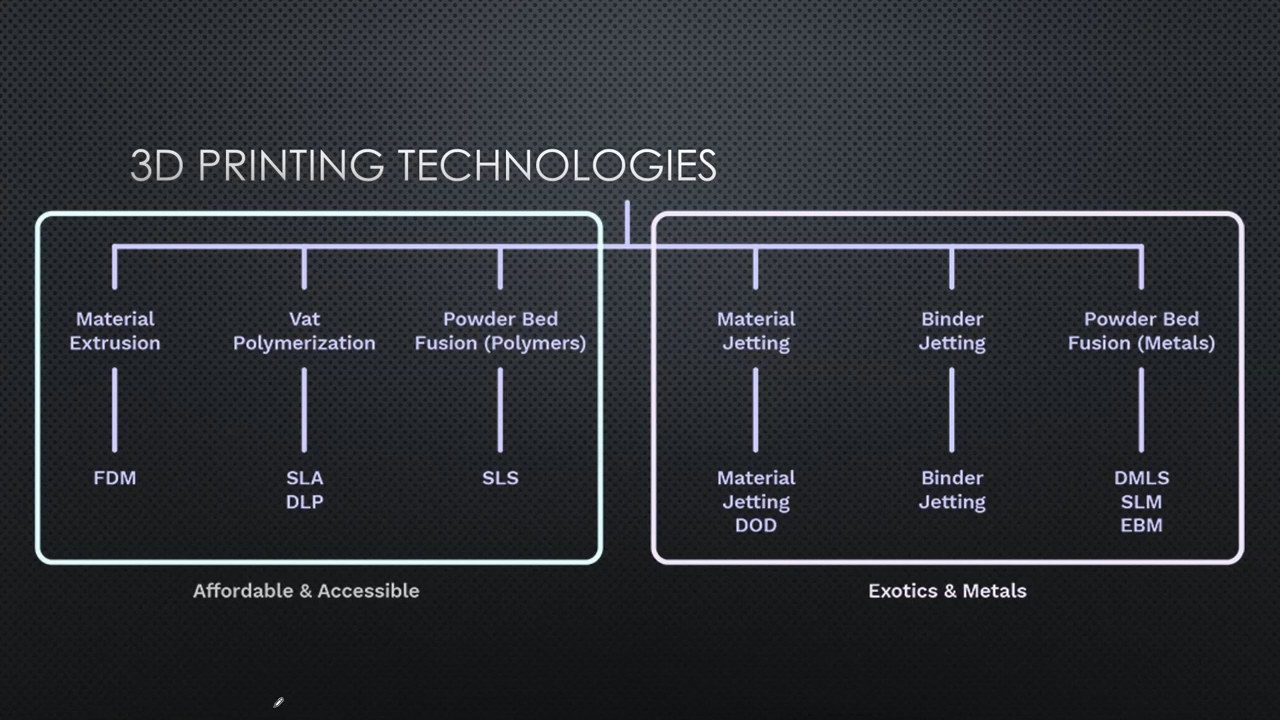 3D PRINTING TECHNOLOGIES
Material
Extrusion
Vat
Polymerization
Powder Bed
Fusion (Polymers)
Material
Jetting
Binder
Jetting
Powder Bed
Fusion (Metals)
FDM
SLA
DLP
SLS
Material
Jetting
DOD
Binder
Jetting
DMLS
SLM
EBM
Affordable & Accessible
Exotics & Metals